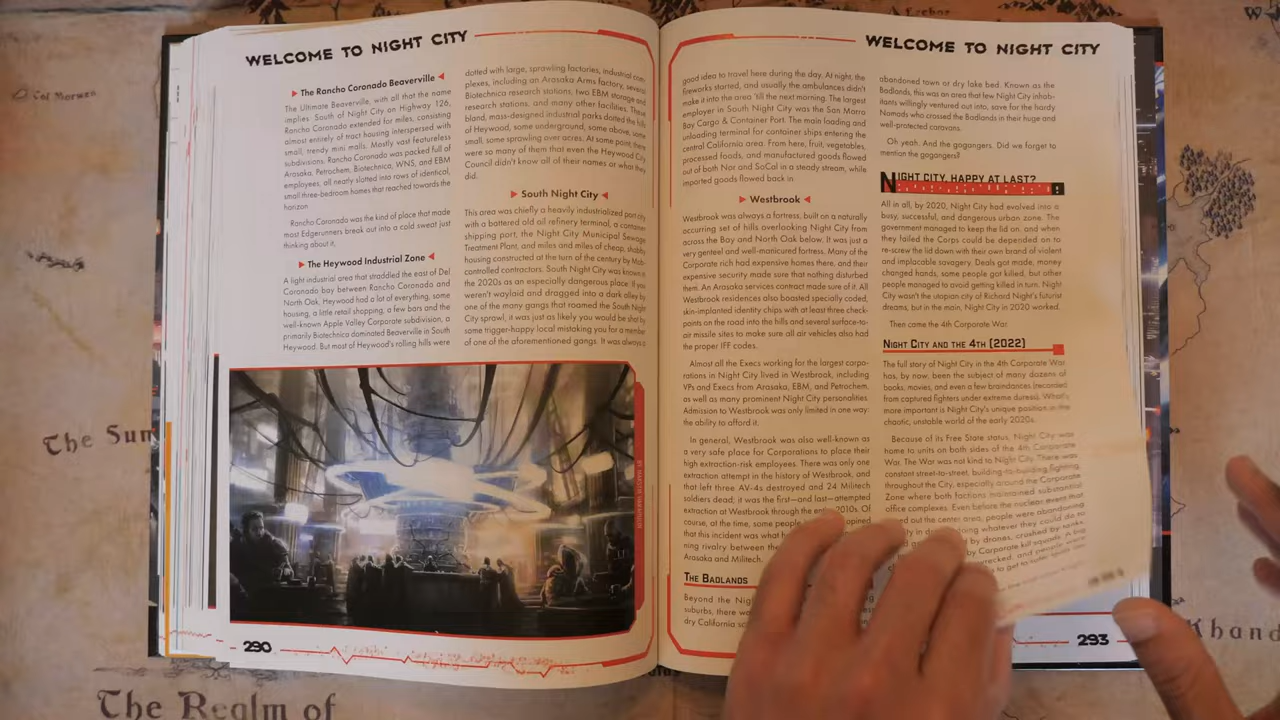 WELCOME TO NIGHT CITY
The Rancho Coronado Beaverville
The Ultimate Beaverville, with all that the name
implies. South of Night City on Highway 126,
Rancho Coronado extended for miles, consisting
almost entirely of tract housing interspersed with
small, trendy mini malls. Mostly vast featureless
subdivisions. Rancho Coronado was packed full of
Arasaka, Petrochem, Biotechnica, WNS, and EBM
employees, all neatly slotted into rows of identical,
small three-bedroom homes that reached towards the
horizon.
Rancho Coronado was the kind of place that made
most Edgerunners break out into a cold sweat just
thinking about it.
The Heywood Industrial Zone
A light industrial area that straddled the east of Del
Coronado bay between Rancho Coronado and
North Oak, Heywood had a lot of everything, some
housing, a little retail shopping, a few bars and the
well-known Apple Valley Corporate subdivision, a
primarily Biotechnica dominated Beaverville in South
Heywood. But most of Heywood's rolling hills were
dotted with large, sprawling factories, industrial com-
plexes, including an Arasaka Arms factory, several
Biotechnica research stations, two EBM storage and
research stations, and many other facilities. These
bland, mass-designed industrial parks dotted the hills
of Heywood, some underground, some above, some
small, some sprawling over acres. At some point, there
were so many of them that even the Heywood City
Council didn't know all of their names or what they
did.
South Night City
This area was chiefly a heavily industrialized port city
with a battered old oil refinery terminal, a container
shipping port, the Night City Municipal Sewage
Treatment Plant, and miles and miles of cheap, shabby
housing constructed at the turn of the century by Mob-
controlled contractors. South Night City was known in
the 2020s as an especially dangerous place. If you
weren't waylaid and dragged into a dark alley by
one of the many gangs that roamed the South Night
City sprawl, it was just as likely you would be shot by
some trigger-happy local mistaking you for a member
of one of the aforementioned gangs. It was always a
290
WELCOME TO NIGHT CITY
good idea to travel here during the day. At night, the
fireworks started, and usually the ambulances didn't
make it into the area 'till the next morning. The largest
employer in South Night City was the San Morro
Bay Cargo & Container Port. The main loading and
unloading terminal for container ships entering the
central California area. From here, fruit, vegetables,
processed foods, and manufactured goods flowed
out of both Nor and SoCal in a steady stream, while
imported goods flowed back in.
Westbrook
Westbrook was always a fortress, built on a naturally
occurring set of hills overlooking Night City from
across the Bay and North Oak below. It was just a
very genteel and well-manicured fortress. Many of the
Corporate rich had expensive homes here, and their
expensive security made sure that nothing disturbed
them. An Arasaka services contract made sure of it. All
Westbrook residences also boasted specially coded,
skin-implanted identity chips with at least three check-
points on the road into the hills and several surface-to-
air missile sites to make sure all air vehicles also had
the proper IFF codes.
Almost all the Execs working for the largest corpo-
rations in Night City lived in Westbrook, including
VPs and Execs from Arasaka, EBM, and Petrochem,
as well as many prominent Night City personalities.
Admission to Westbrook was only limited in one way:
the ability to afford it.
In general, Westbrook was also well-known as
a very safe place for Corporations to place their
high extraction-risk employees. There was only one
extraction attempt in the history of Westbrook, and
that left three AV-4s destroyed and 24 Militech
soldiers dead; it was the first—and last—attempted
extraction at Westbrook through the entire 2010s. Of
course, at the time, some people opined
that this incident was what h
ning rivalry between the
Arasaka and Militech.
THE BADLANDS
Beyond the Nig
suburbs, there wa
dry California sc
abandoned town or dry lake bed. Known as the
Badlands, this was an area that few Night City inhab-
itants willingly ventured out into, save for the hardy
Nomads who crossed the Badlands in their huge and
well-protected caravans.
Oh yeah. And the gogangers. Did we forget to
mention the gogangers?
NIGHT CITY, HAPPY AT LAST?
All in all, by 2020, Night City had evolved into a
busy, successful, and dangerous urban zone. The
government managed to keep the lid on, and when
they failed the Corps could be depended on to
re-screw the lid down with their own brand of violent
and implacable savagery. Deals got made, money
changed hands, some people got killed, but other
people managed to avoid getting killed in turn. Night
City wasn't the utopian city of Richard Night's futurist
dreams, but in the main, Night City in 2020 worked.
Then came the 4th Corporate War.
NIGHT CITY AND THE 4TH (2022)
The full story of Night City in the 4th Corporate War
has, by now, been the subject of many dozens of
books, movies, and even a few braindances (recorded
from captured fighters under extreme duress). What's
more important is Night City's unique position in the
chaotic, unstable world of the early 2020s.
Because of its Free State status, Night City was
home to units on both sides of the 4th Corporate
War. The War was not kind to Night City. There was
constant street-to-street, building-to-building fighting
throughout the City, especially around the Corporate
Zone where both factions maintained substantial
office complexes. Even before the nuclear event that
out the center area, people were abandoning
doing whatever they could do
by drones, crushed by tanks,
by Corporate kill squads
293
Cal Morwen
The Sun
The Realm of
Khand